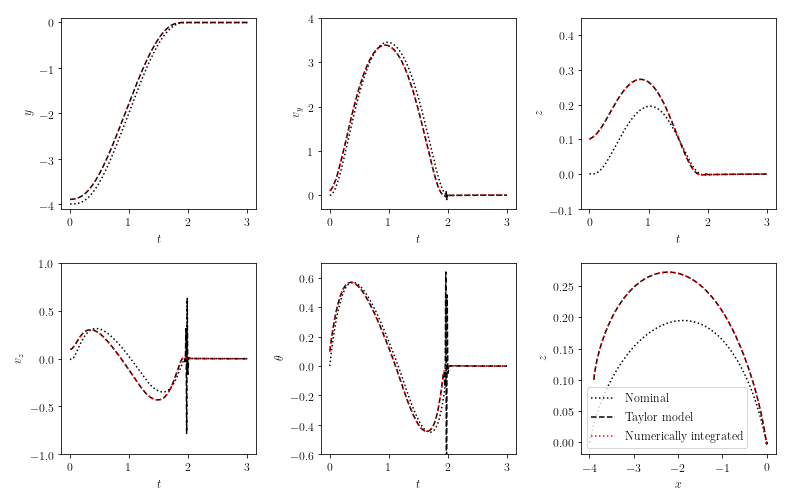 0
−1
−2
−3
−4
y
0 1 2 3
t
4
3
2
1
0
v_y
0 1 2 3
t
0.4
0.3
0.2
0.1
0.0
−0.1
z
0 1 2 3
t
1.0
0.5
0.0
−0.5
−1.0
v_z
0 1 2 3
t
0.6
0.4
0.2
0.0
−0.2
−0.4
−0.6
θ
0 1 2 3
t
0.25
0.20
0.15
0.10
0.05
0.00
z
Nominal
Taylor model
Numerically integrated
−4 −3 −2 −1 0
x